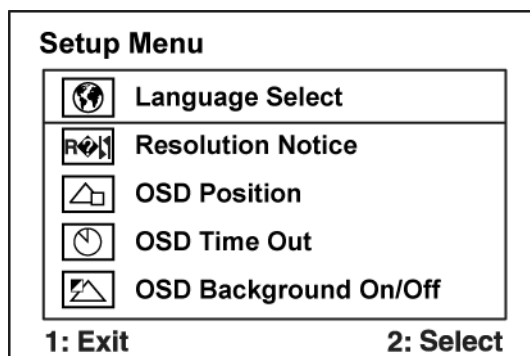 Setup Menu
Language Select
Resolution Notice
OSD Position
OSD Time Out
OSD Background On/Off
1: Exit 2: Select